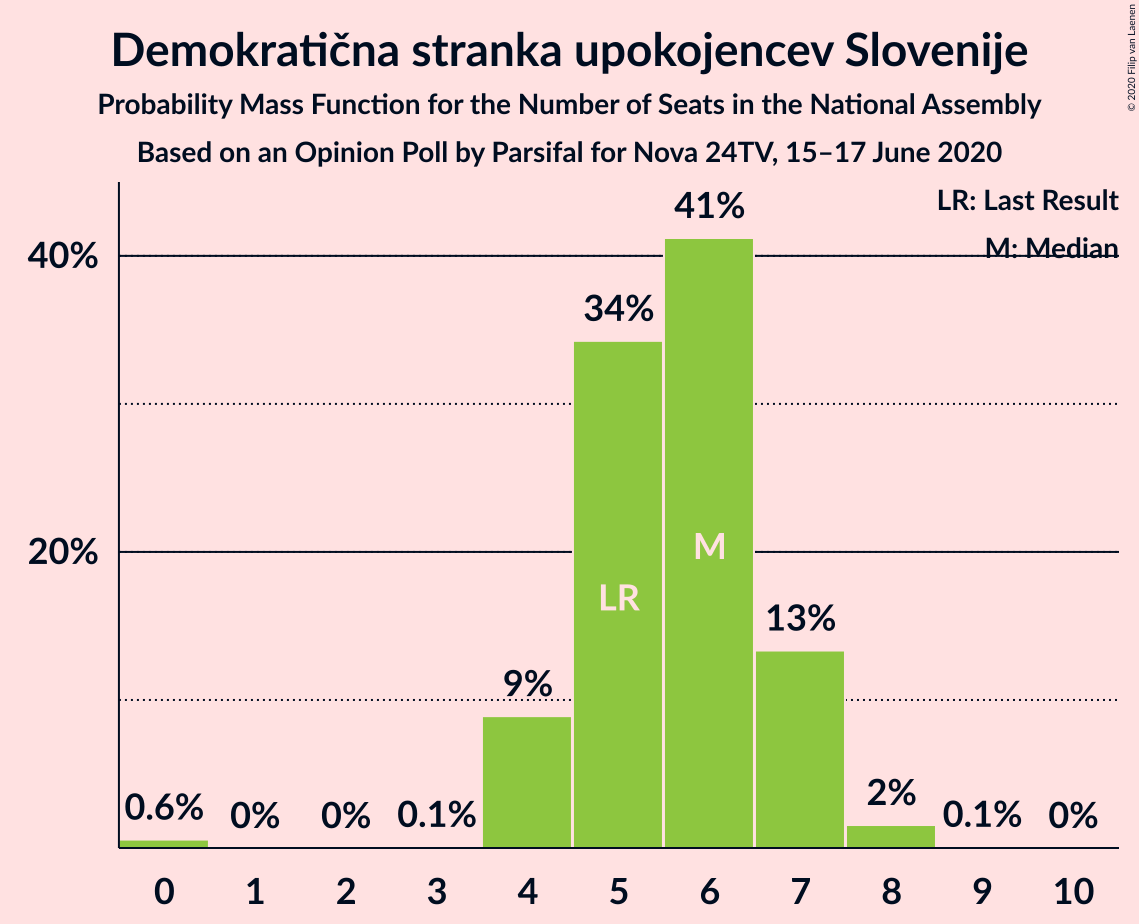 Demokratična stranka upokojencev Slovenije
Probability Mass Function for the Number of Seats in the National Assembly
Based on an Opinion Poll by Parsifal for Nova 24TV, 15–17 June 2020
© 2020 Filip van Laenen
LR: Last Result
M: Median
40%
20%
0.6%
0%
0%
0.1%
9%
34%
41%
13%
2%
0.1%
0%
LR
M
0 1 2 3 4 5 6 7 8 9 10